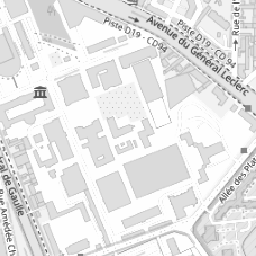 Piste D19 - CD 94
Avenue du Général Leclerc
Piste D19 - CD 94
Rue de
Allée des Pla
al de Gaulle
Rue Amédée Ch